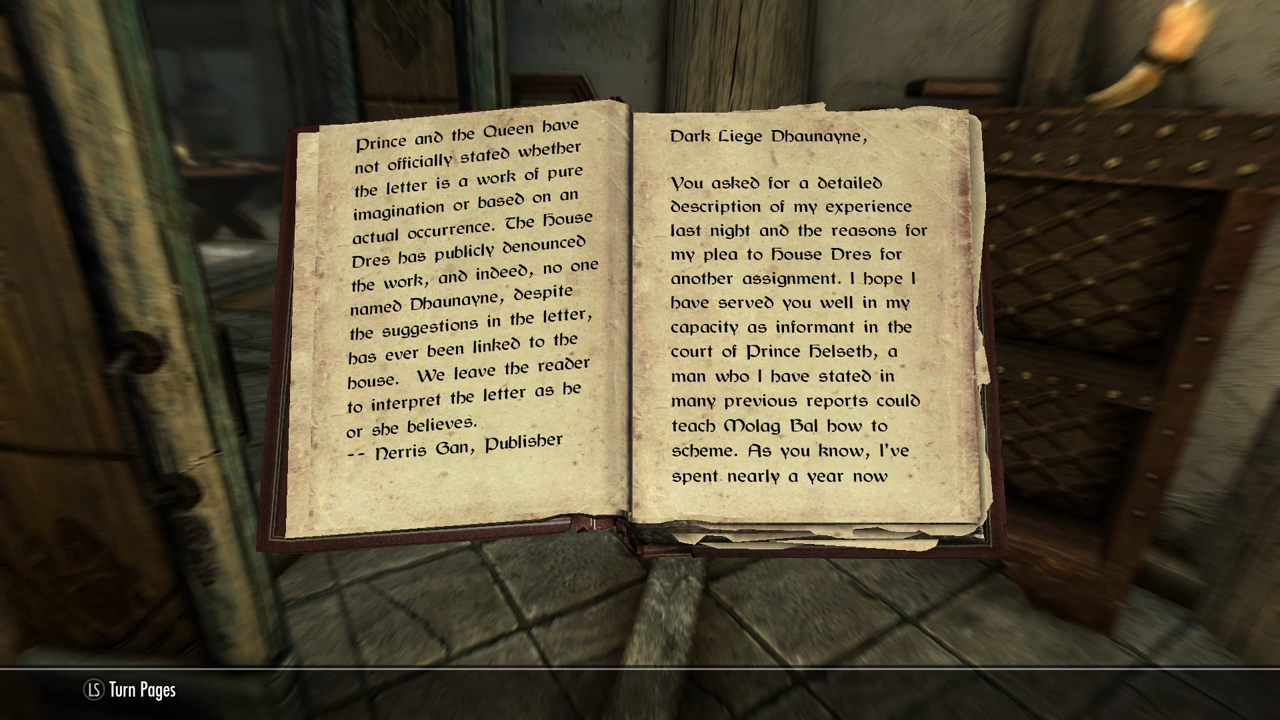 Prince and the Queen have
not officially stated whether
the letter is a work of pure
imagination or based on an
actual occurrence. The House
Dres has publicly denounced
the work, and indeed, no one
named Dhaunayne, despite
the suggestions in the letter,
has ever been linked to the
house. We leave the reader
to interpret the letter as he
or she believes.
-- Nerris Gan, Publisher
Dark Liege Dhaunayne,
You asked for a detailed
description of my experience
last night and the reasons for
my plea to House Dres for
another assignment. I hope I
have served you well in my
capacity as informant in the
court of Prince Helseth, a
man who I have stated in
many previous reports could
teach Molag Bal how to
scheme. As you know, I've
spent nearly a year now
LS Turn Pages